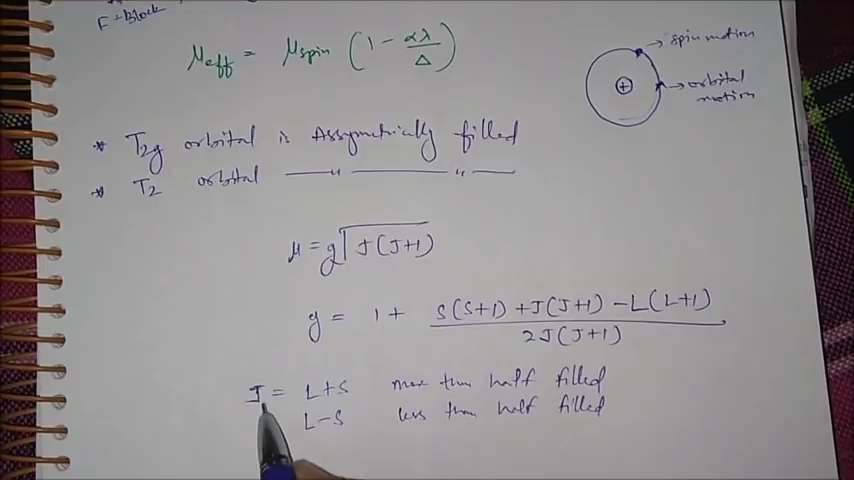 F-Block
μeff = μspin (1 - αλ/Δ)
→ spin motion
+ → orbital motion
* T2g orbital is Assymetrically filled
* T2 orbital —— " —— " ——
μ = g√J(J+1)
g = 1 + S(S+1) + J(J+1) - L(L+1) / 2J(J+1)
J = L+S more than half filled
L-S less than half filled